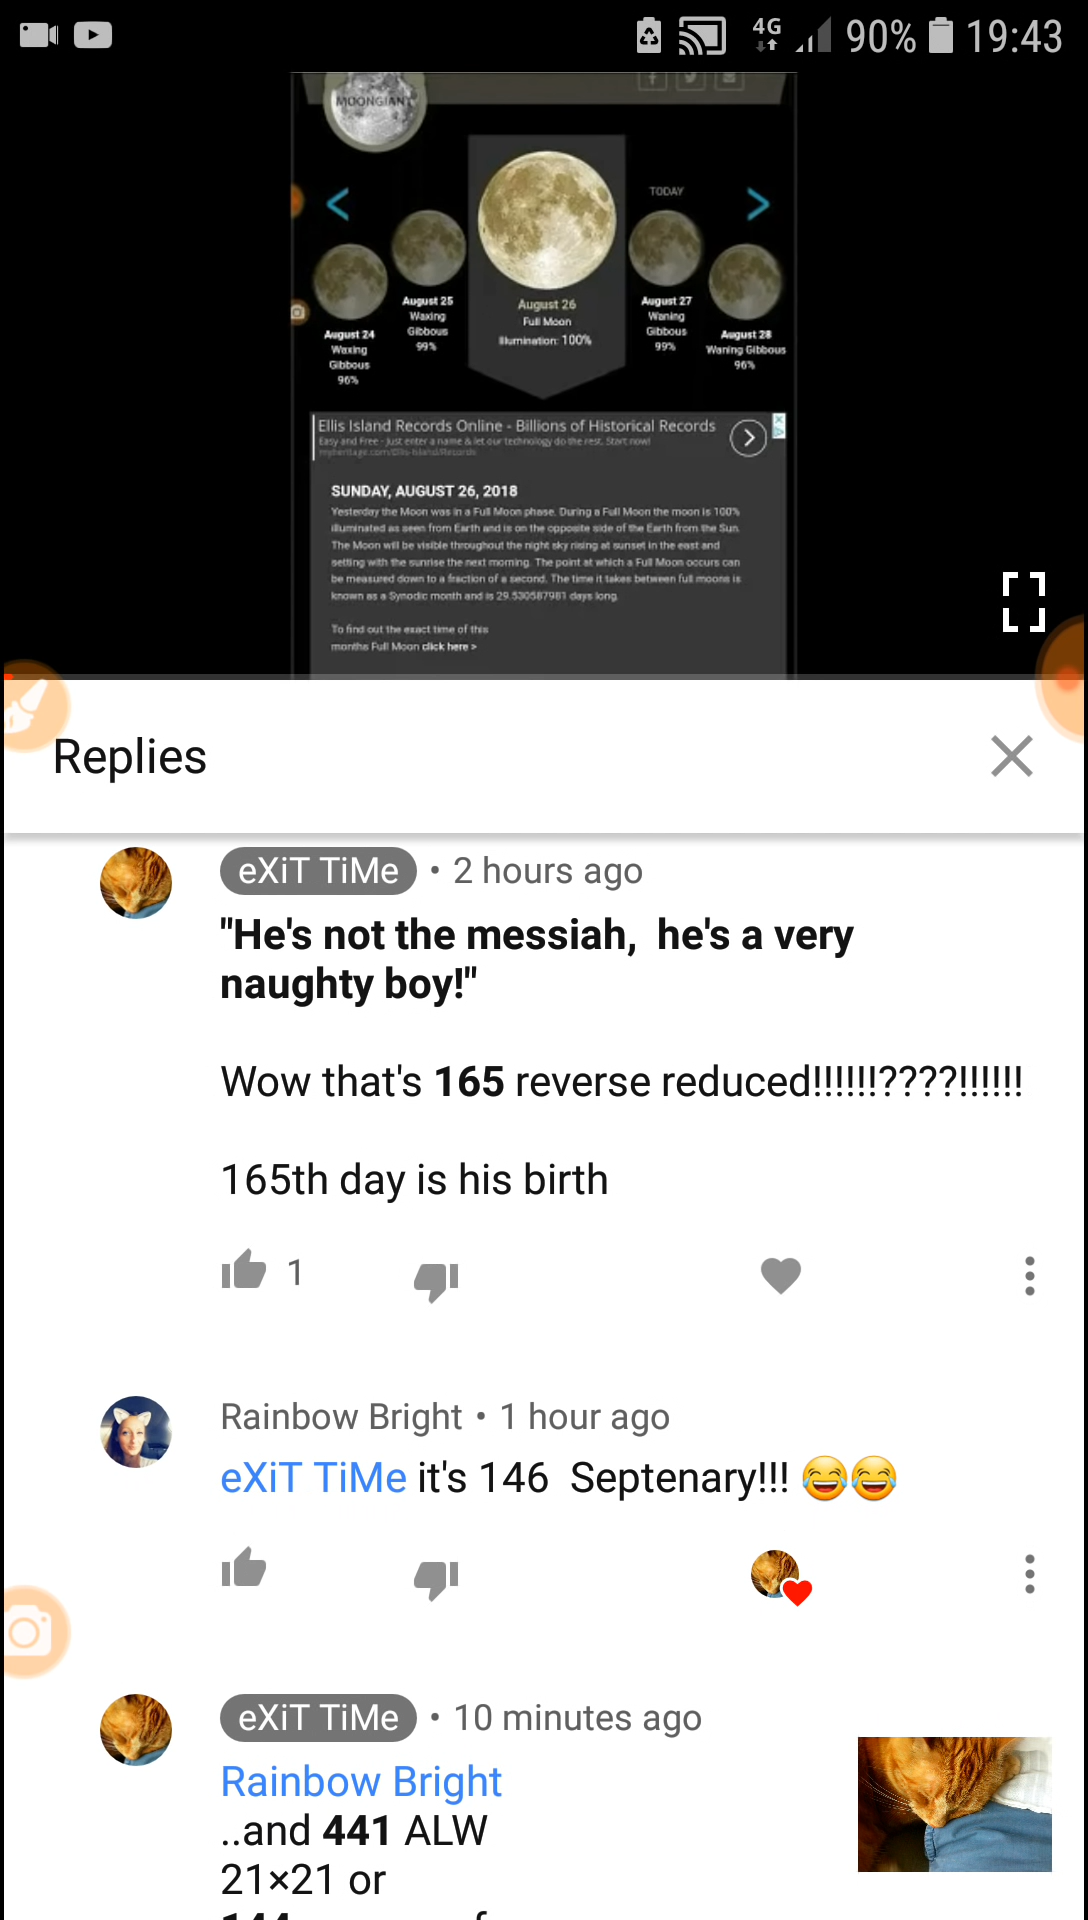 4G 90% 19:43
MOONGIANT
TODAY
August 24
Waxing
Gibbous
96%
August 25
Waxing
Gibbous
99%
August 26
Full Moon
Illumination: 100%
August 27
Waning
Gibbous
99%
August 28
Waning Gibbous
96%
Ellis Island Records Online - Billions of Historical Records
Easy and Free - Just enter a name & let our technology do the rest. Start now!
myheritage.com/Ellis-Island/Records
SUNDAY, AUGUST 26, 2018
Yesterday the Moon was in a Full Moon phase. During a Full Moon the moon is 100%
illuminated as seen from Earth and is on the opposite side of the Earth from the Sun.
The Moon will be visible throughout the night sky rising at sunset in the east and
setting with the sunrise the next morning. The point at which a Full Moon occurs can
be measured down to a fraction of a second. The time it takes between full moons is
known as a Synodic month and is 29.530587981 days long.
To find out the exact time of this
months Full Moon click here >
Replies
eXiT TiMe • 2 hours ago
"He's not the messiah,  he's a very
naughty boy!"
Wow that's 165 reverse reduced!!!!!!????!!!!!!
165th day is his birth
1
Rainbow Bright • 1 hour ago
eXiT TiMe it's 146  Septenary!!! 😂😂
eXiT TiMe • 10 minutes ago
Rainbow Bright
..and 441 ALW
21×21 or